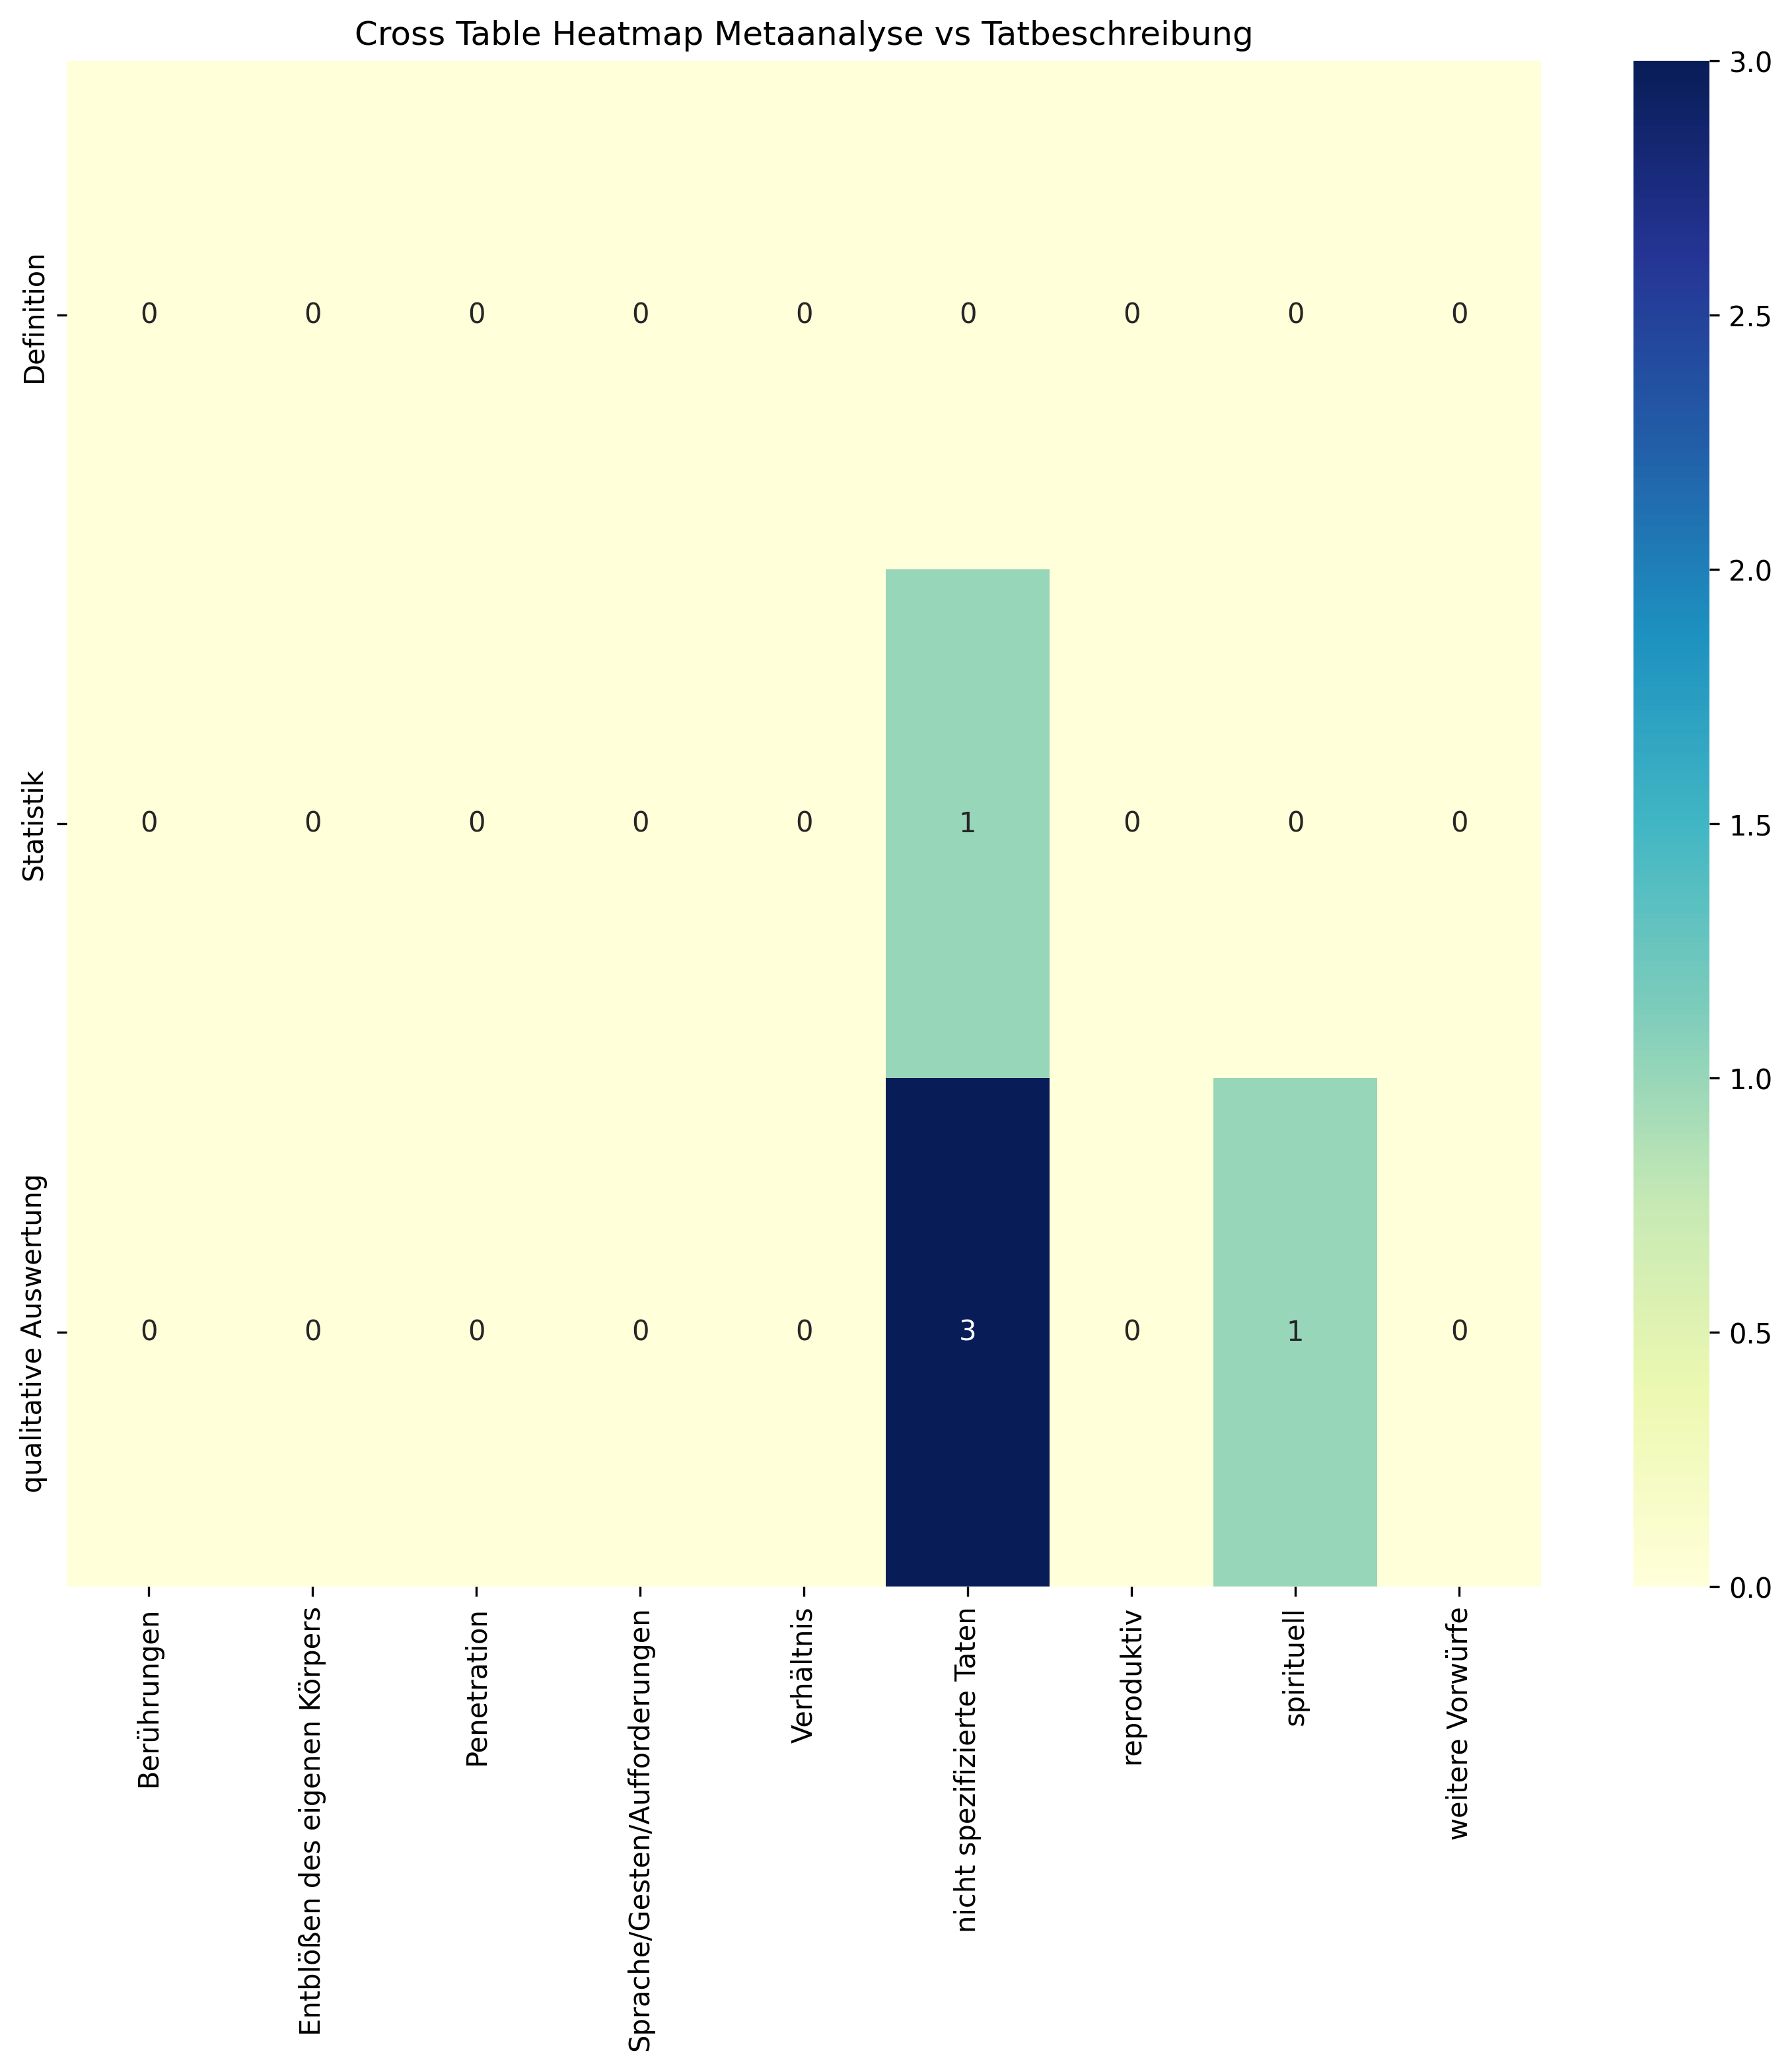 Cross Table Heatmap Metaanalyse vs Tatbeschreibung
Definition
0 0 0 0 0 0 0 0 0
Statistik
0 0 0 0 0 1 0 0 0
qualitative Auswertung
0 0 0 0 0 3 0 1 0
Berührungen
Entblößen des eigenen Körpers
Penetration
Sprache/Gesten/Aufforderungen
Verhältnis
nicht spezifizierte Taten
reproduktiv
spirituell
weitere Vorwürfe
3.0
2.5
2.0
1.5
1.0
0.5
0.0